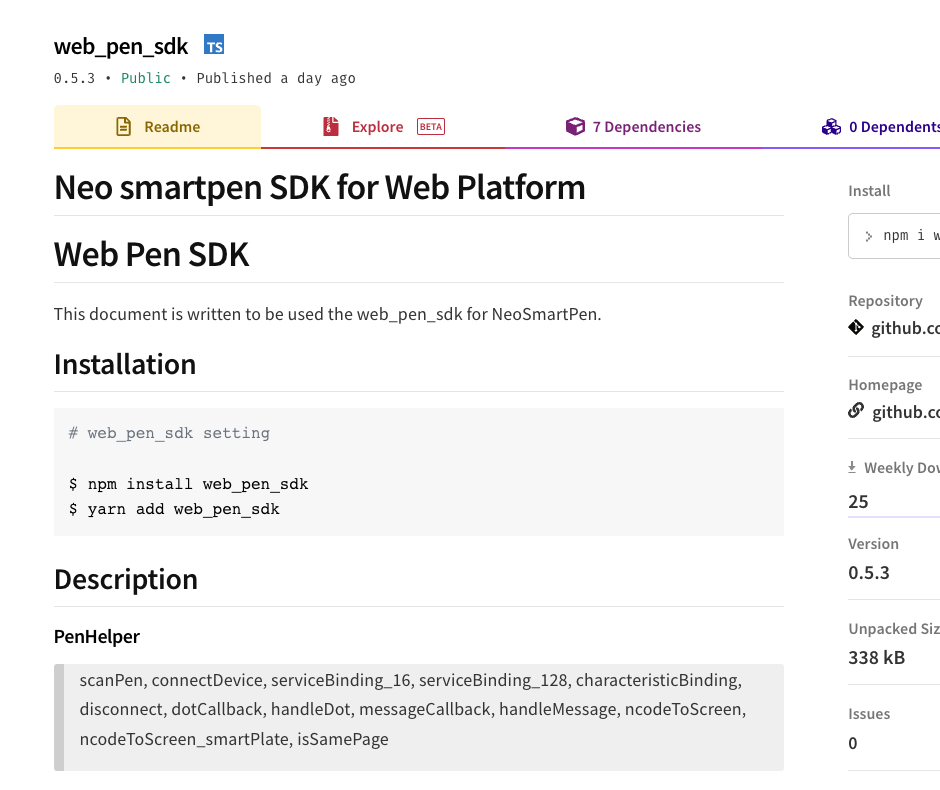 web_pen_sdk TS
0.5.3 • Public • Published a day ago
Readme
Explore BETA
7 Dependencies
0 Dependents
Neo smartpen SDK for Web Platform
Web Pen SDK
This document is written to be used the web_pen_sdk for NeoSmartPen.
Installation
# web_pen_sdk setting
$ npm install web_pen_sdk
$ yarn add web_pen_sdk
Description
PenHelper
scanPen, connectDevice, serviceBinding_16, serviceBinding_128, characteristicBinding,
disconnect, dotCallback, handleDot, messageCallback, handleMessage, ncodeToScreen,
ncodeToScreen_smartPlate, isSamePage
Install
npm i w
Repository
github.co
Homepage
github.co
Weekly Dow
25
Version
0.5.3
Unpacked Siz
338 kB
Issues
0